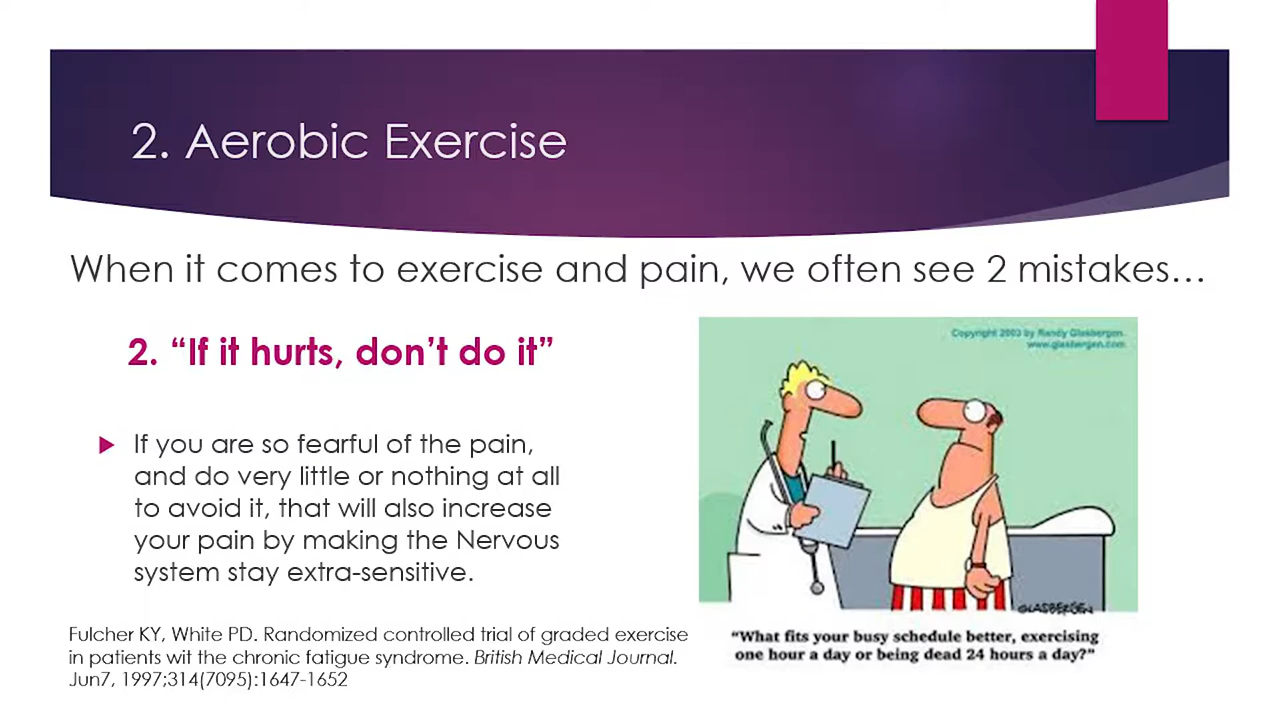 2. Aerobic Exercise
When it comes to exercise and pain, we often see 2 mistakes…
2. “If it hurts, don’t do it”
If you are so fearful of the pain,
and do very little or nothing at all
to avoid it, that will also increase
your pain by making the Nervous
system stay extra-sensitive.
Fulcher KY, White PD. Randomized controlled trial of graded exercise
in patients wit the chronic fatigue syndrome. British Medical Journal.
Jun7, 1997;314(7095):1647-1652
Copyright 2003 by Randy Glasbergen.
www.glasbergen.com
GLASBERGEN
“What fits your busy schedule better, exercising
one hour a day or being dead 24 hours a day?”